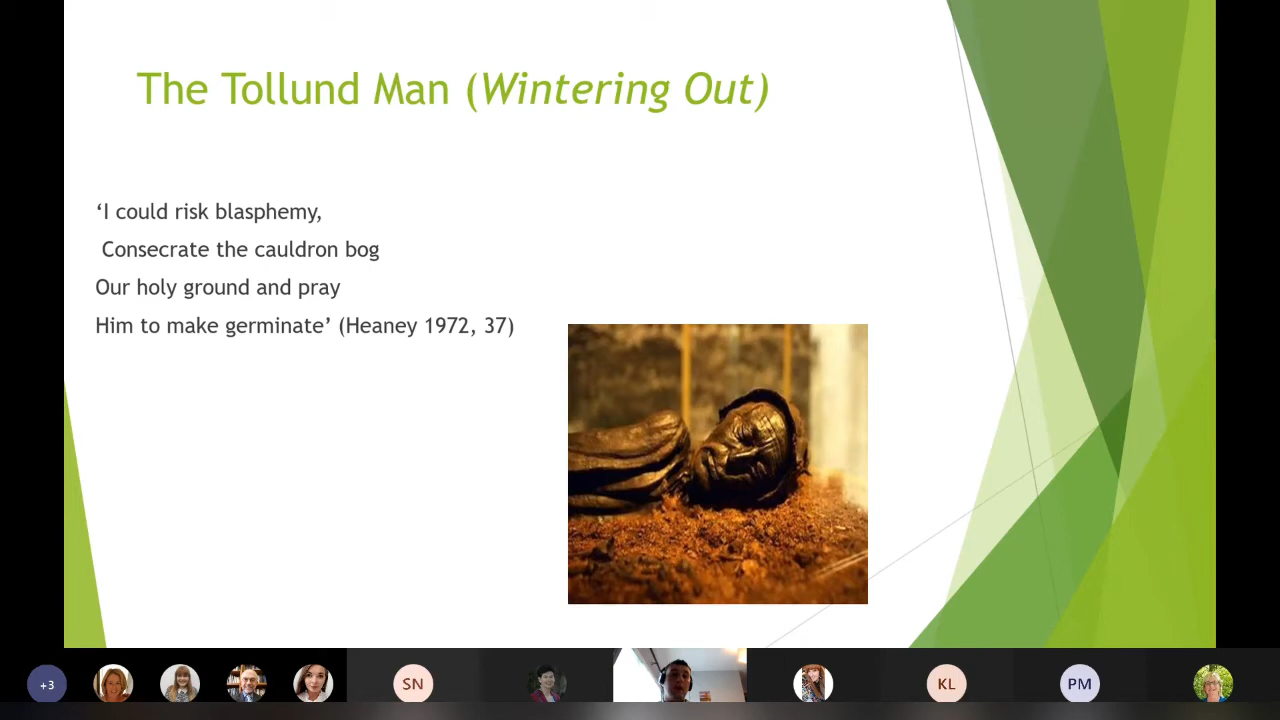 The Tollund Man (Wintering Out)
‘I could risk blasphemy,
Consecrate the cauldron bog
Our holy ground and pray
Him to make germinate’ (Heaney 1972, 37)
+3
SN
KL
PM